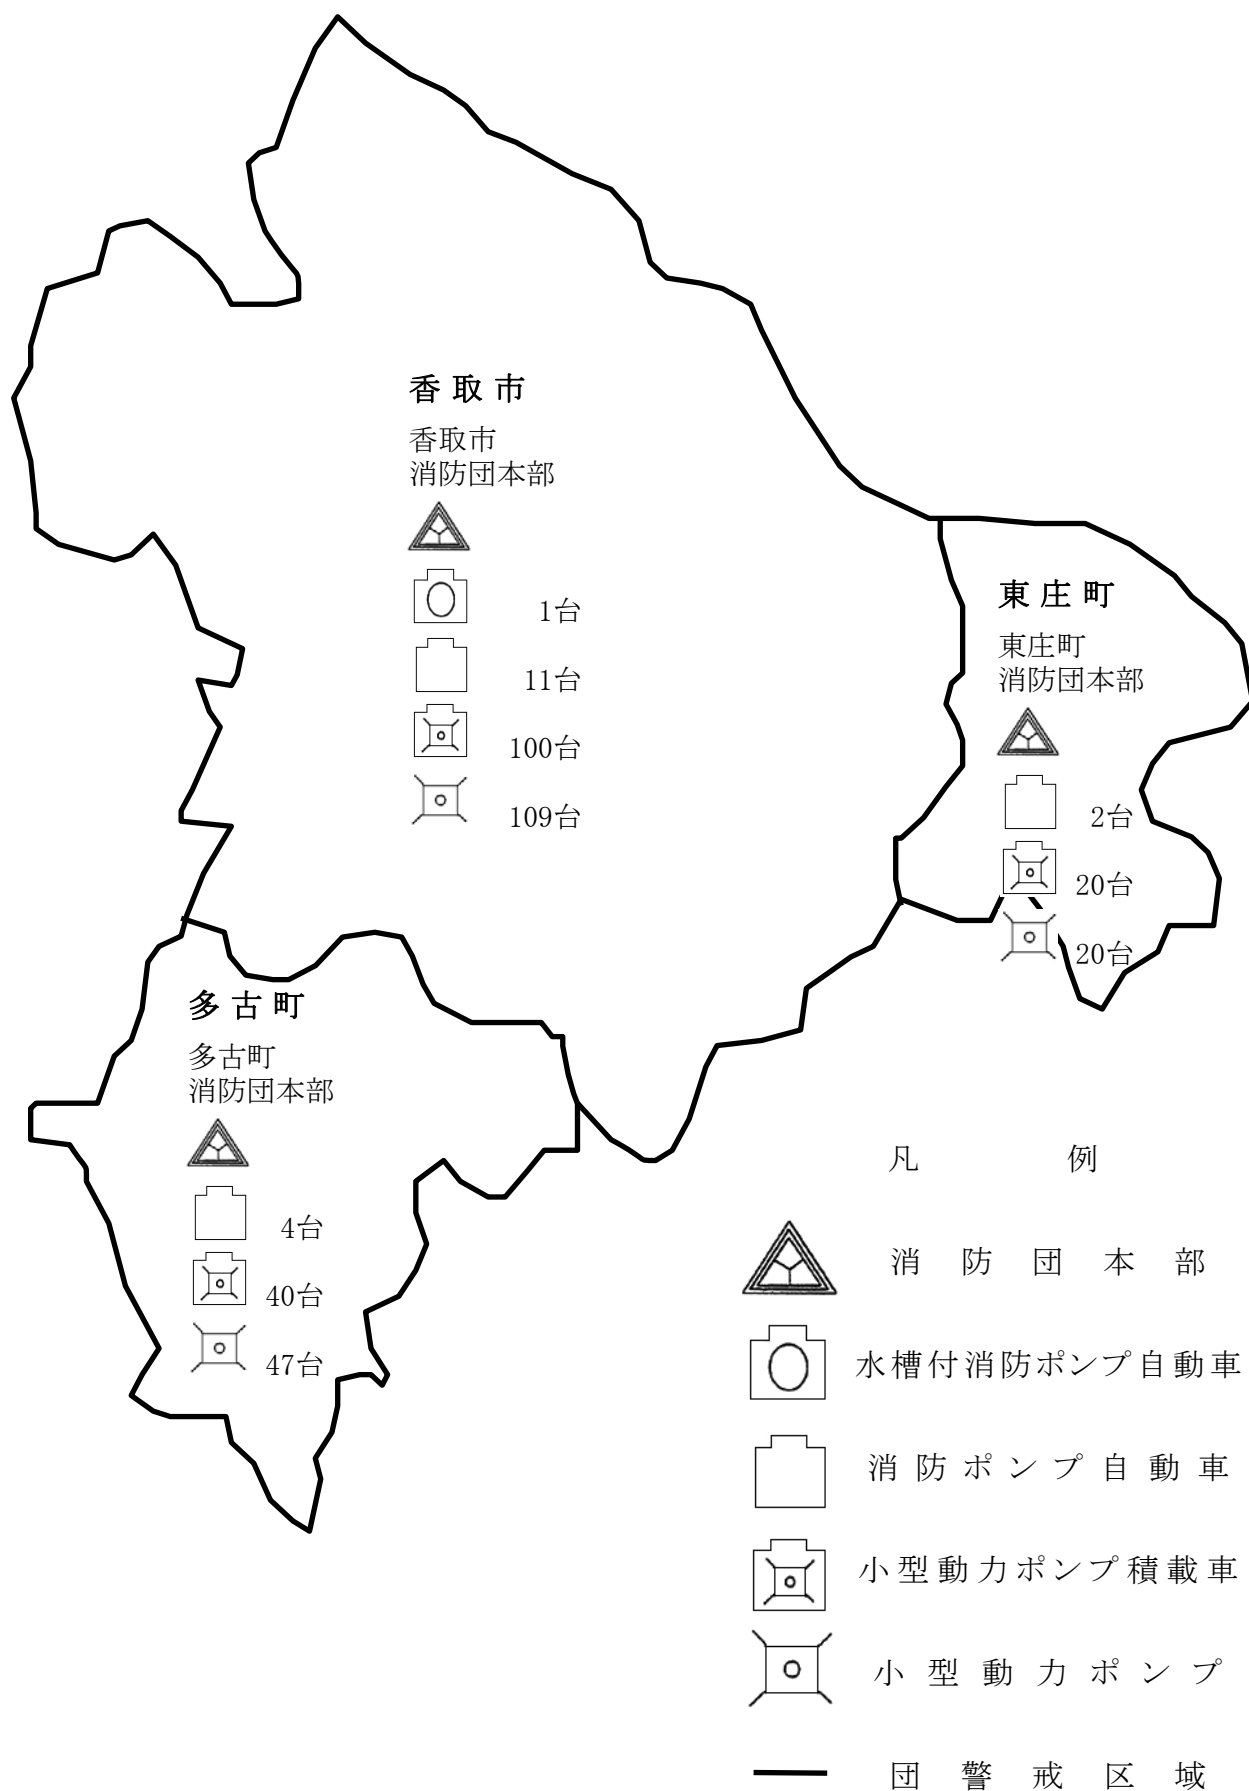 香取市
香取市
消防団本部
1台
11台
100台
109台
東庄町
東庄町
消防団本部
2台
20台
20台
多古町
多古町
消防団本部
4台
40台
47台
凡例
消防団本部
水槽付消防ポンプ自動車
消防ポンプ自動車
小型動力ポンプ積載車
小型動力ポンプ
団警戒区域